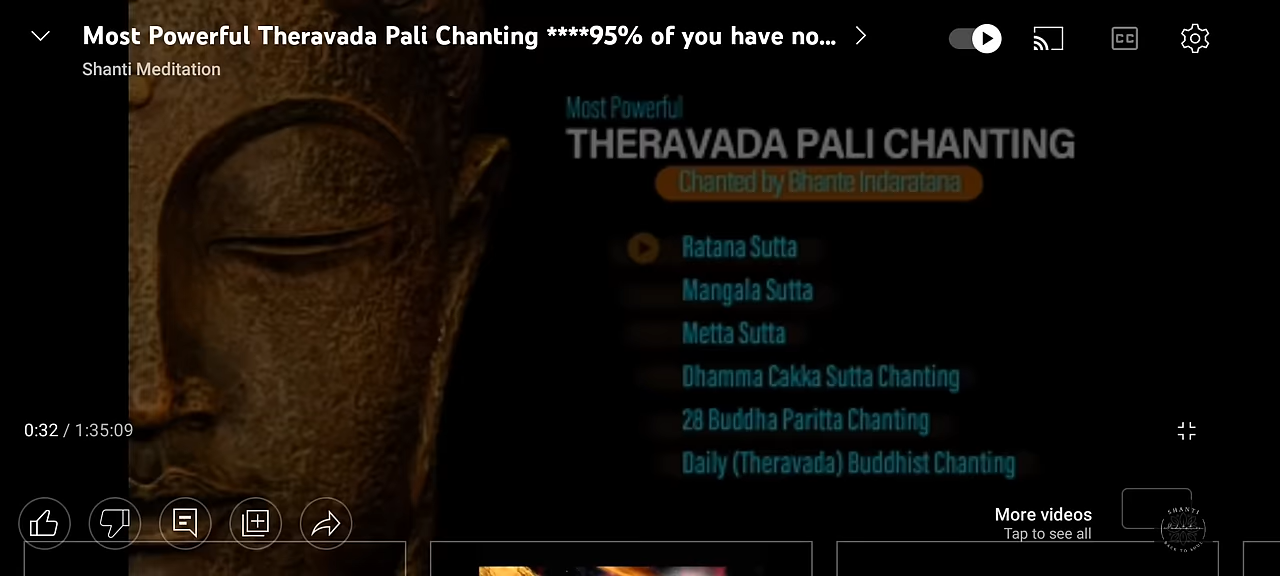 Most Powerful Theravada Pali Chanting ****95% of you have no...
Shanti Meditation
CC
Most Powerful
THERAVADA PALI CHANTING
Chanted by Bhante Indaratana
Ratana Sutta
Mangala Sutta
Metta Sutta
Dhamma Cakka Sutta Chanting
28 Buddha Paritta Chanting
Daily (Theravada) Buddhist Chanting
0:32 / 1:35:09
More videos
Tap to see all
SHANTI